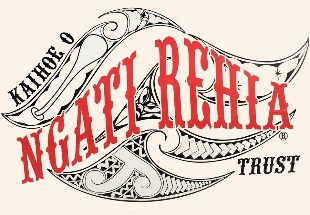 KAIHOE O
NGATI REHIA ®
TRUST